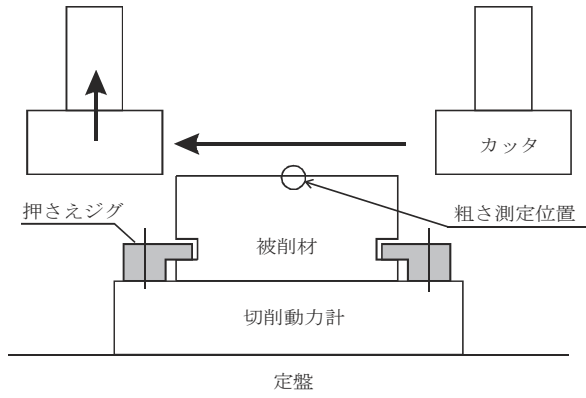 カッタ
押さえジグ
粗さ測定位置
被削材
切削動力計
定盤